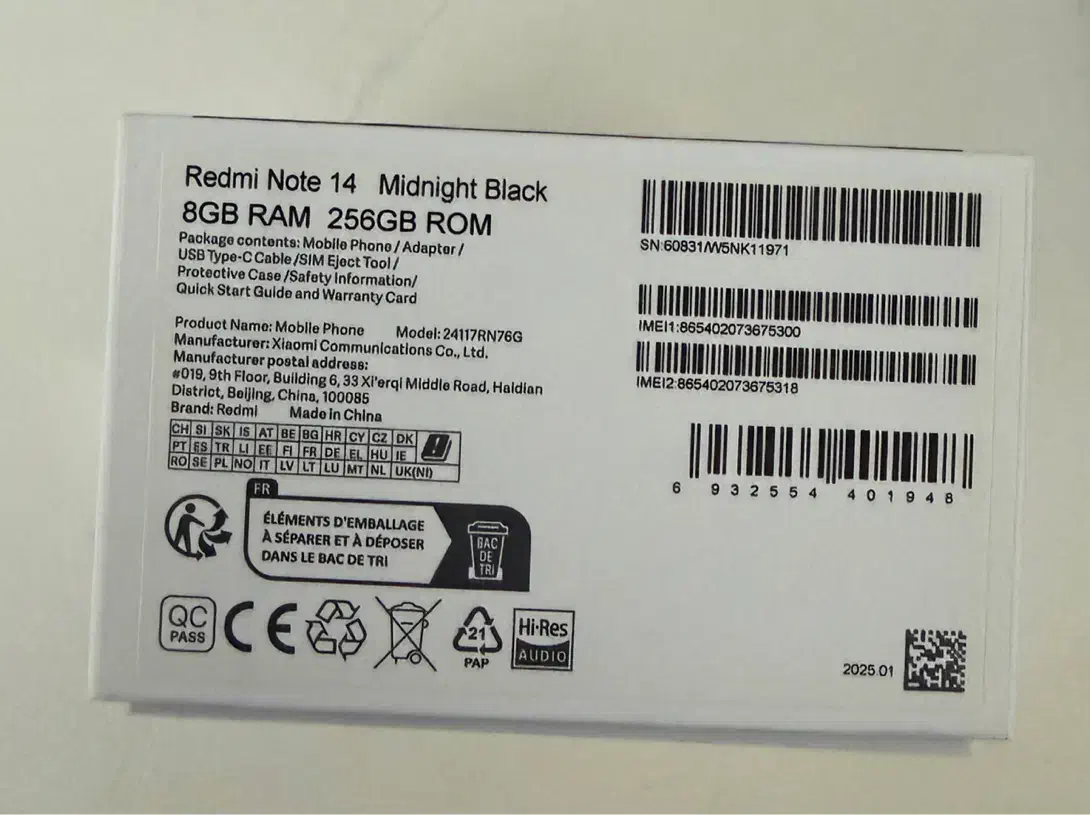 Redmi Note 14 Midnight Black
8GB RAM 256GB ROM
Package contents: Mobile Phone / Adapter /
USB Type-C Cable /SIM Eject Tool /
Protective Case /Safety Information/
Quick Start Guide and Warranty Card
Product Name: Mobile Phone Model: 24117RN76G
Manufacturer: Xiaomi Communications Co., Ltd.
Manufacturer postal address:
#019, 9th Floor, Building 6, 33 Xi'erqi Middle Road, Haidian
District, Beijing, China, 100085
Brand: Redmi Made in China
CH SI SK IS AT BE BG HR CY CZ DK
PT ES TR LI EE FI FR DE EL HU IE
RO SE PL NO IT LV LT LU MT NL UK(NI)
FR
ÉLÉMENTS D'EMBALLAGE
À SÉPARER ET À DÉPOSER
DANS LE BAC DE TRI
BAC
DE
TRI
QC
PASS
CE
21
PAP
Hi-Res
AUDIO
SN:60831/W5NK11971
IMEI1:865402073675300
IMEI2:865402073675318
6 932554 401948
2025.01